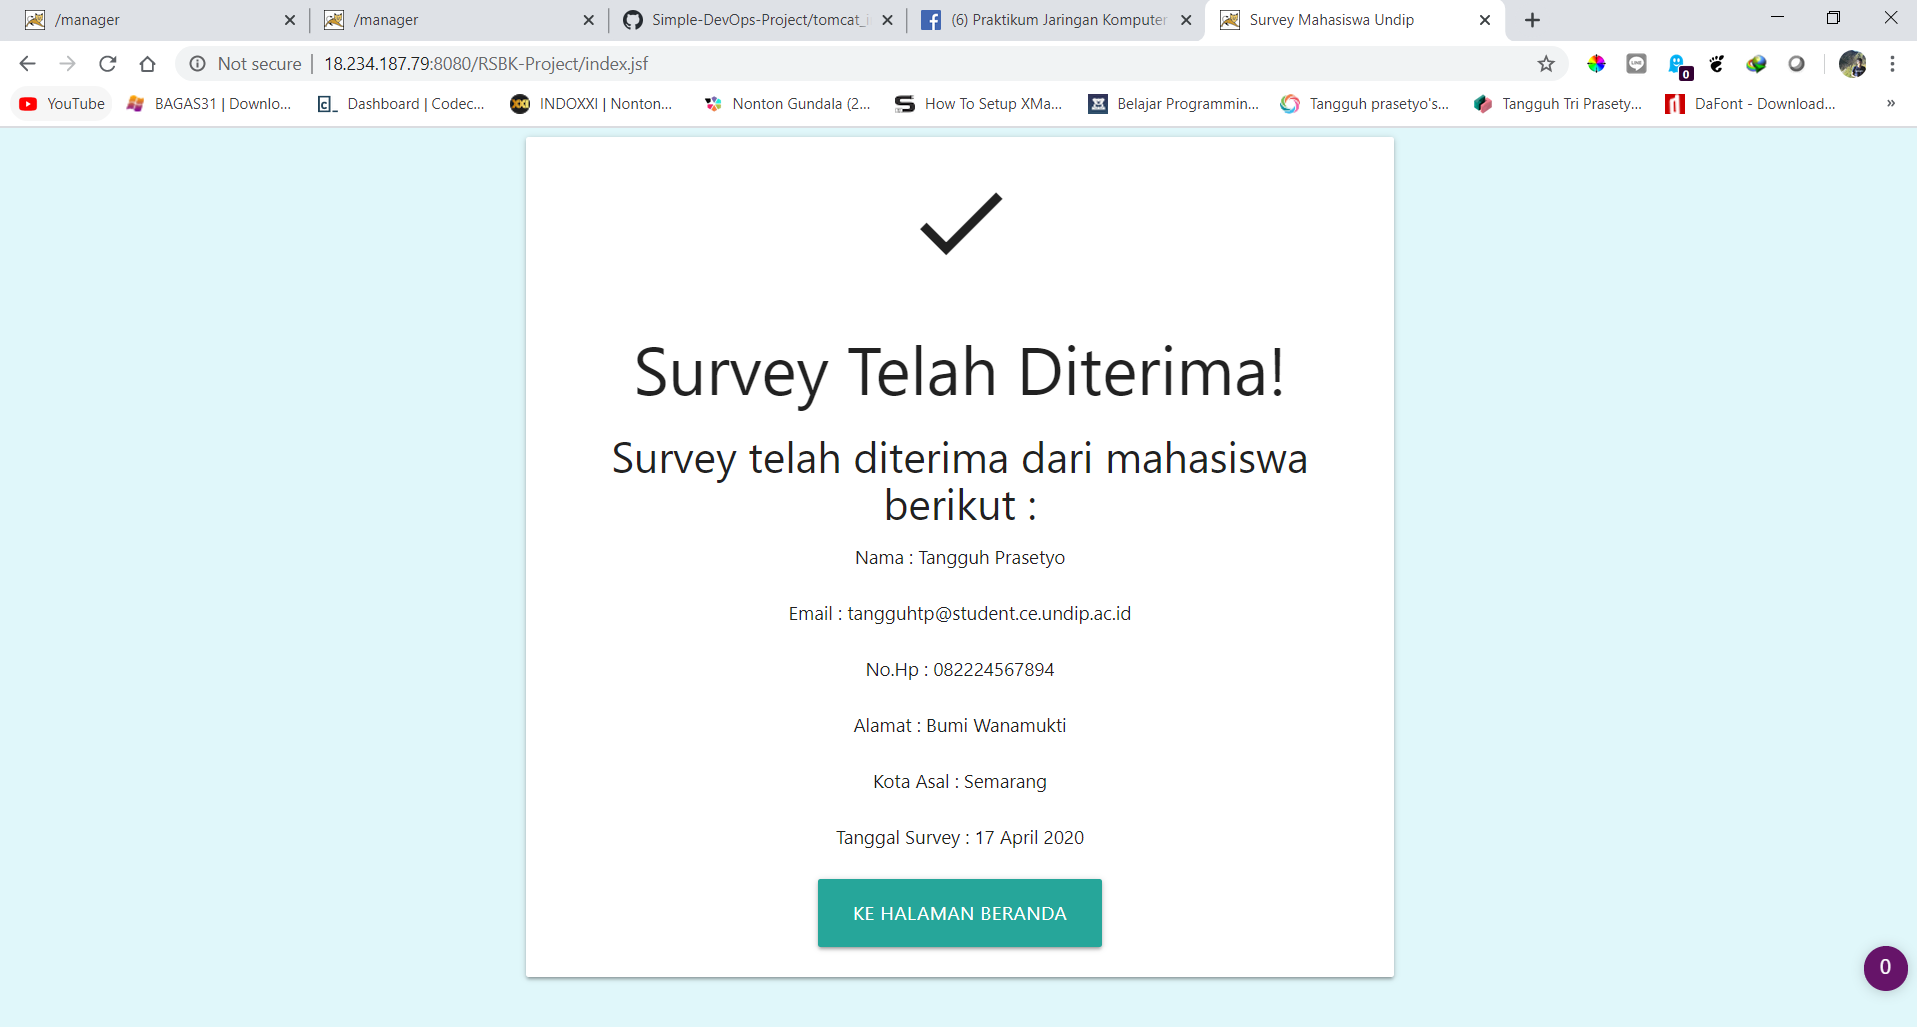 /manager
/manager
Simple-DevOps-Project/tomcat_i
(6) Praktikum Jaringan Komputer
Survey Mahasiswa Undip
Not secure | 18.234.187.79:8080/RSBK-Project/index.jsf
0
YouTube
BAGAS31 | Downlo...
Dashboard | Codec...
INDOXXI | Nonton...
Nonton Gundala (2...
How To Setup XMa...
Belajar Programmin...
Tangguh prasetyo's...
Tangguh Tri Prasety...
DaFont - Download...
»
Survey Telah Diterima!
Survey telah diterima dari mahasiswa
berikut :
Nama : Tangguh Prasetyo
Email : tangguhtp@student.ce.undip.ac.id
No.Hp : 082224567894
Alamat : Bumi Wanamukti
Kota Asal : Semarang
Tanggal Survey : 17 April 2020
KE HALAMAN BERANDA
0